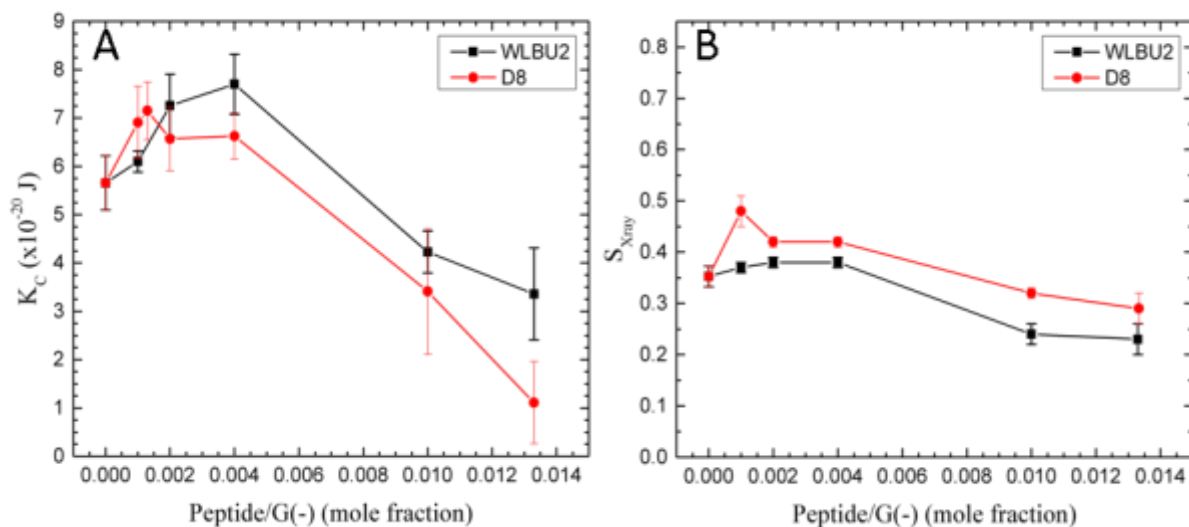 A
WLBU2
D8
9
8
7
6
5
4
3
2
1
0
K_C (x10^-20 J)
0.000 0.002 0.004 0.006 0.008 0.010 0.012 0.014
Peptide/G(-) (mole fraction)
B
WLBU2
D8
0.8
0.7
0.6
0.5
0.4
0.3
0.2
0.1
0.0
S_Xray
0.000 0.002 0.004 0.006 0.008 0.010 0.012 0.014
Peptide/G(-) (mole fraction)